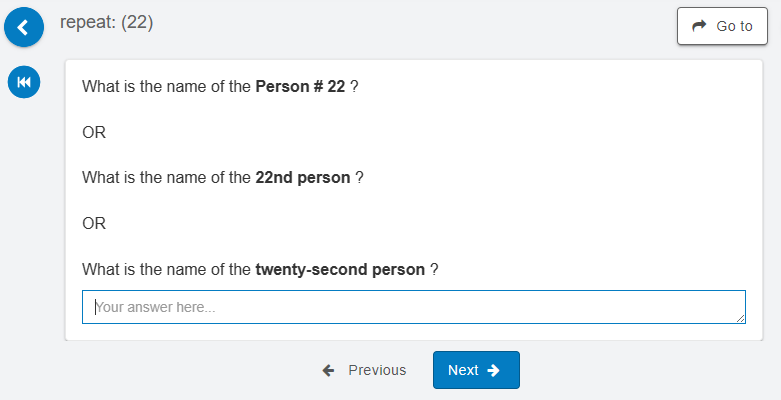 repeat: (22)
Go to
What is the name of the Person # 22 ?
OR
What is the name of the 22nd person ?
OR
What is the name of the twenty-second person ?
Your answer here...
Previous
Next